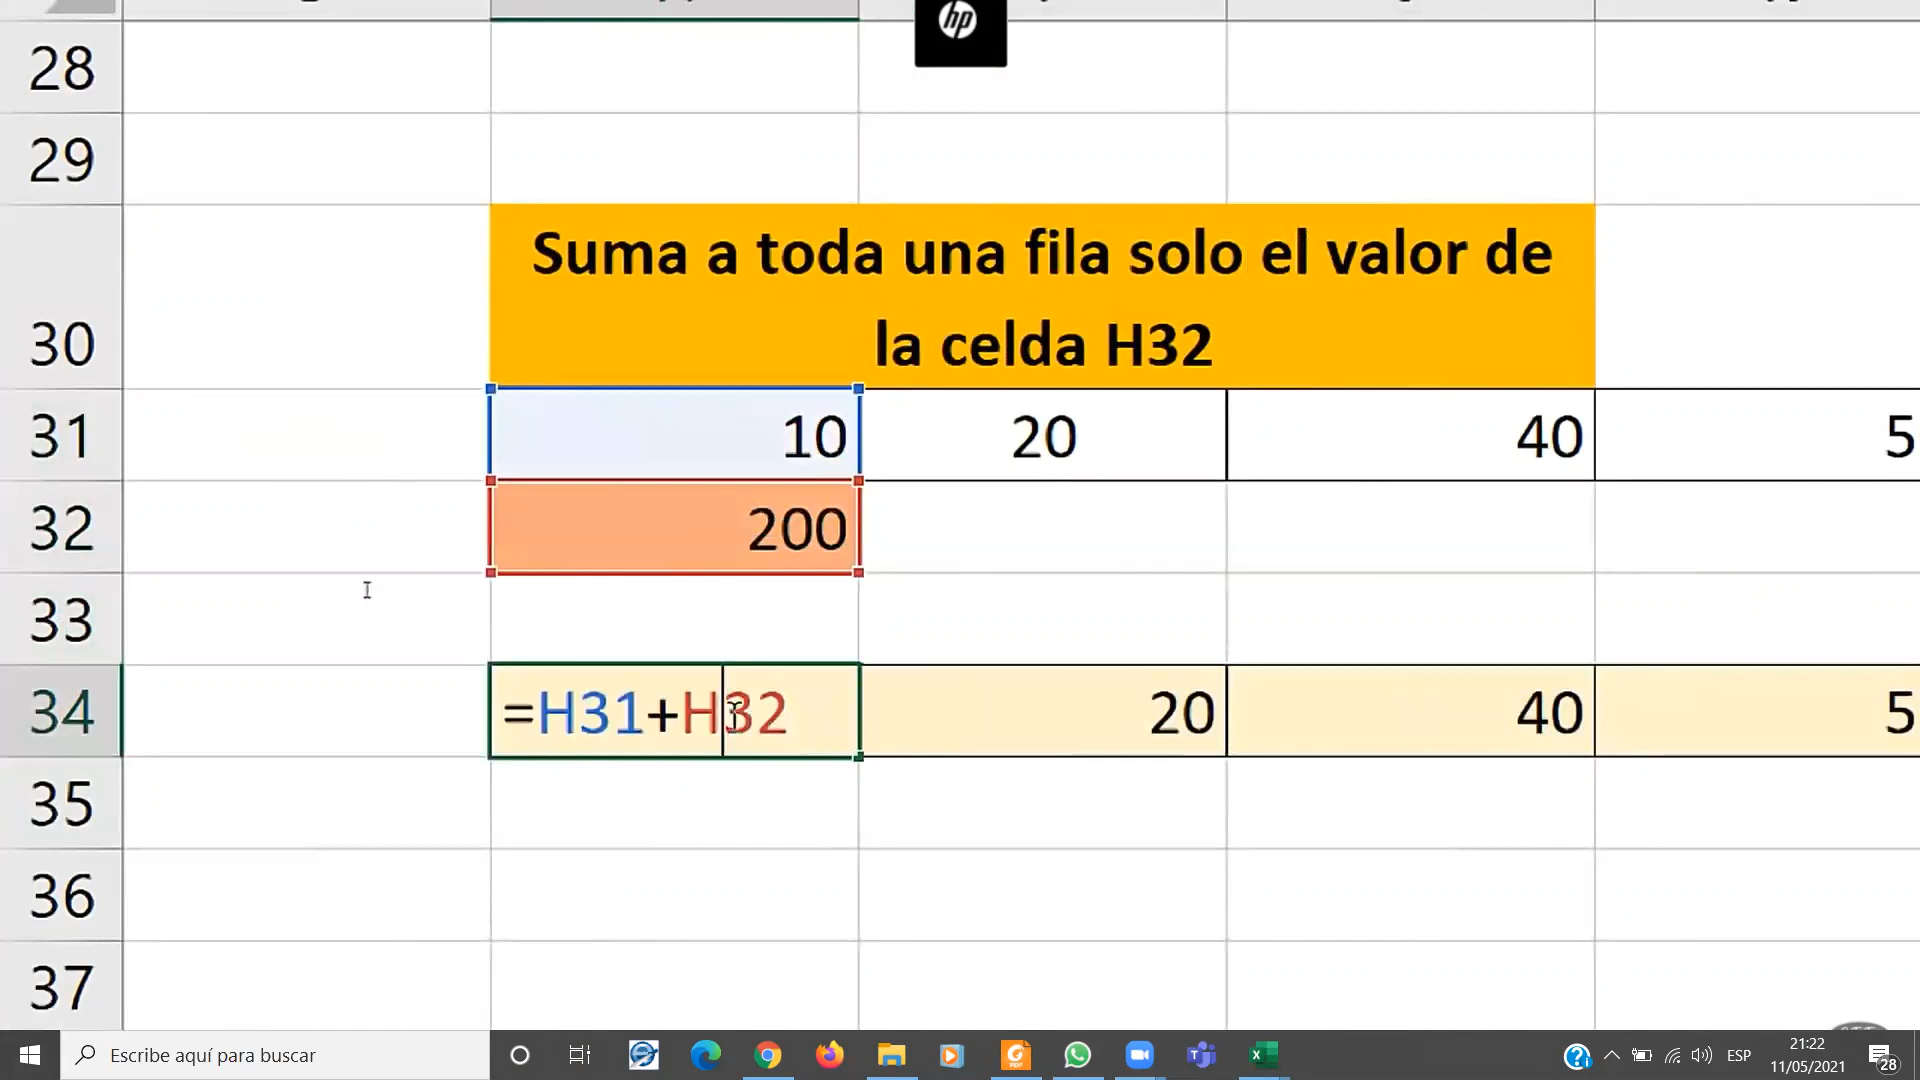 hp
28
29
Suma a toda una fila solo el valor de
30 la celda H32
31 10 20 40 5
32 200
33
34 =H31+H32 20 40 5
35
36
37
Escribe aquí para buscar
ESP
21:22
11/05/2021
28